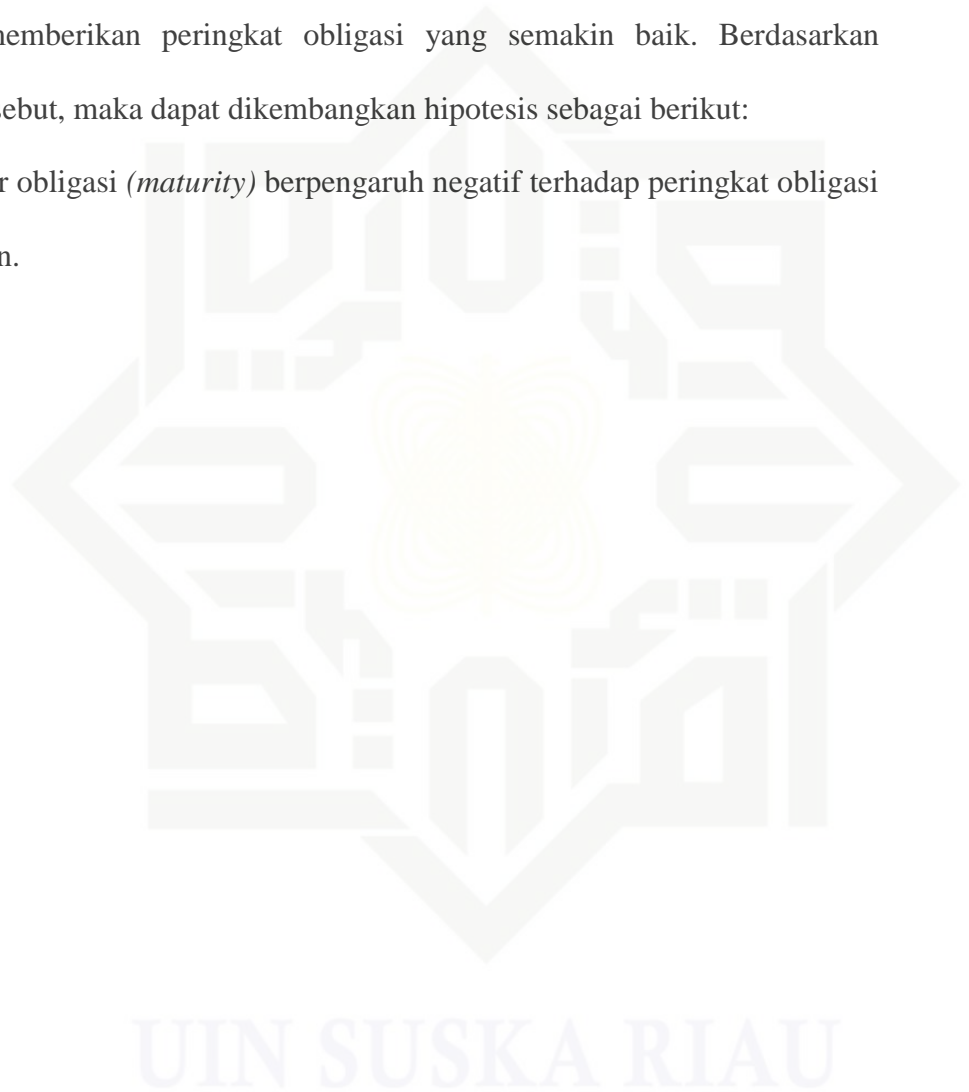 memberikan peringkat obligasi yang semakin baik. Berdasarkan
sebut, maka dapat dikembangkan hipotesis sebagai berikut:
r obligasi (maturity) berpengaruh negatif terhadap peringkat obligasi
n.
UIN SUSKA RIAU